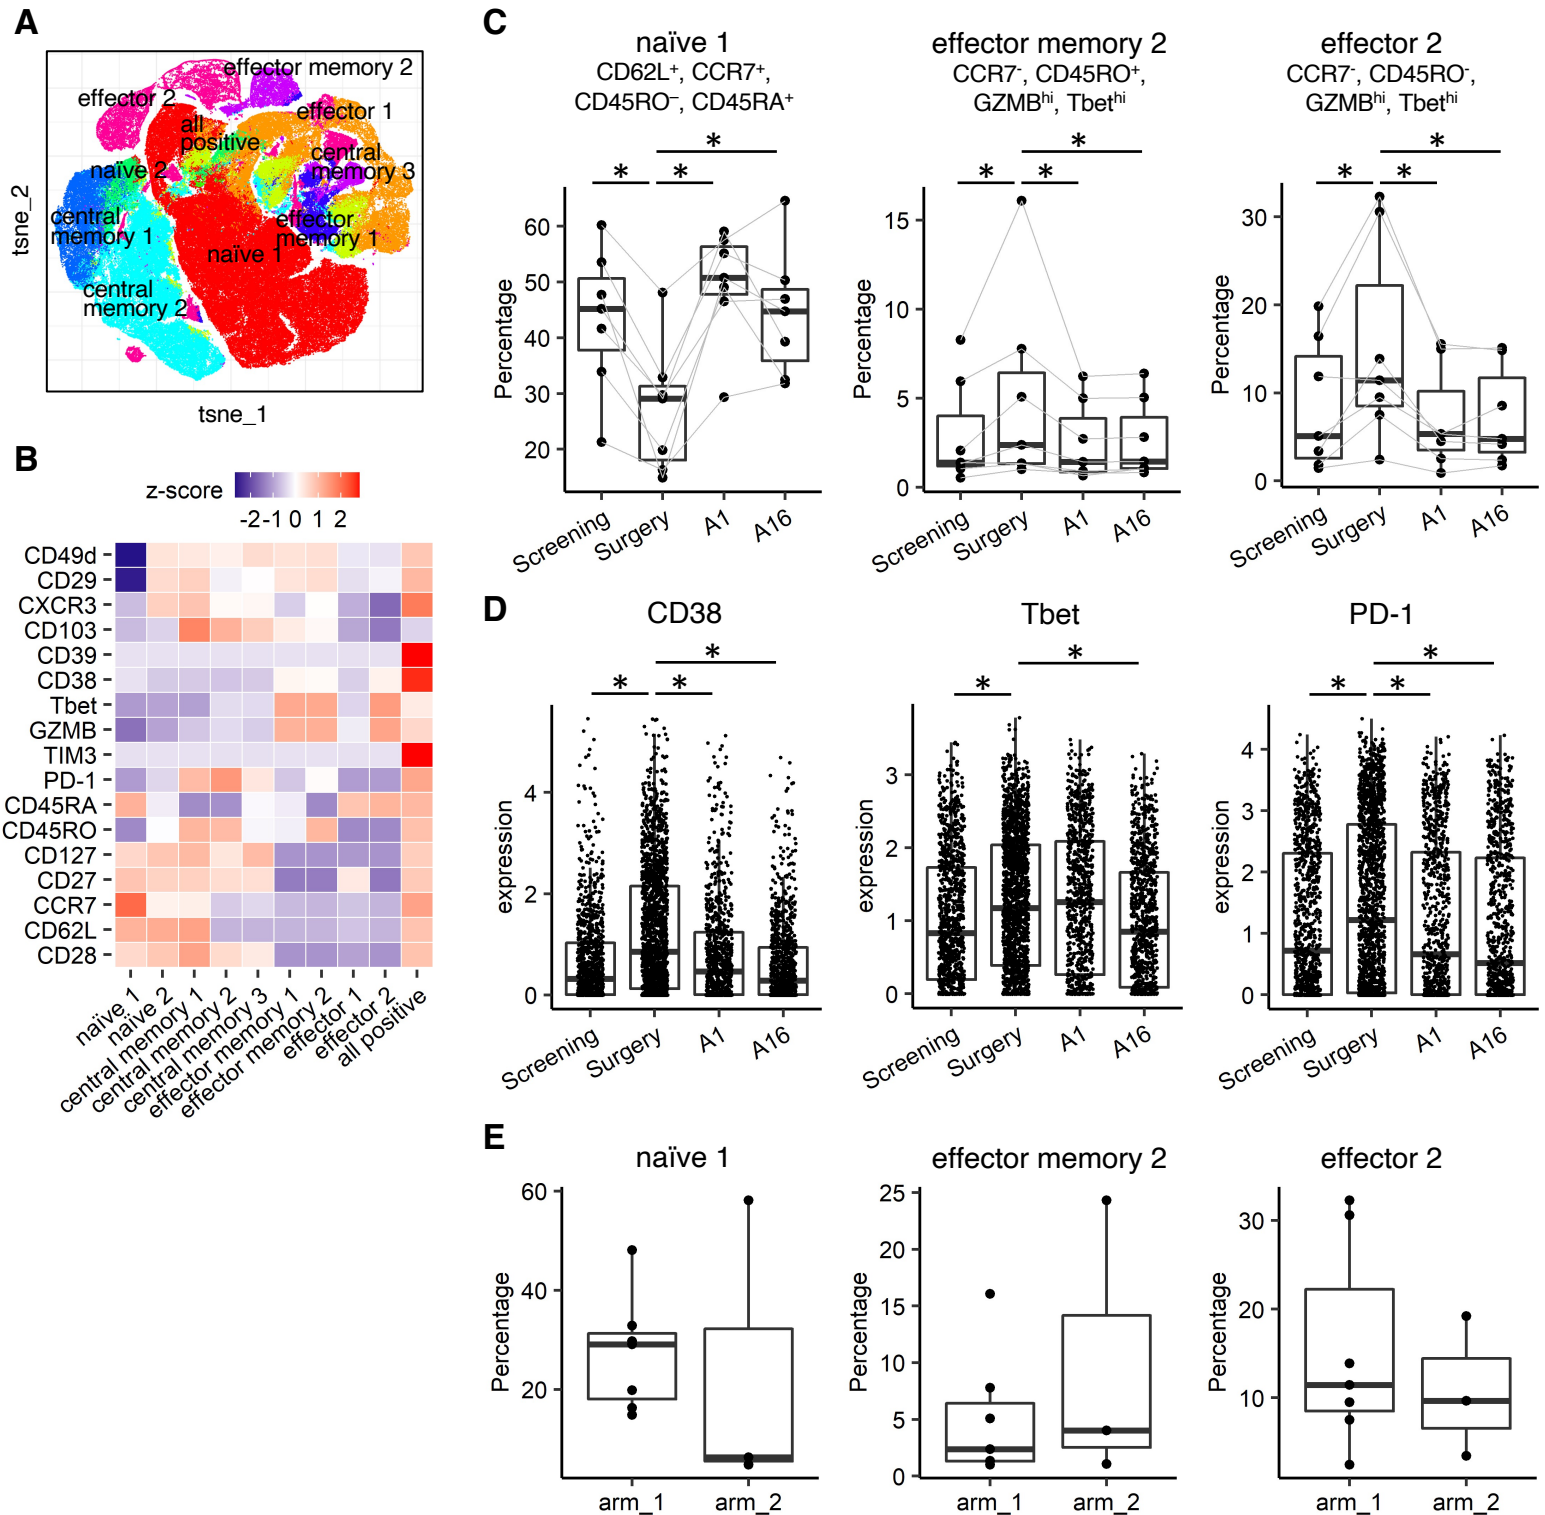 A
effector memory 2
effector 2
effector 1
all
positive
central
memory 3
naïve 2
central
memory 1
effector
memory 1
naïve 1
central
memory 2
tsne_2
tsne_1
B
z-score
-2 -1 0 1 2
CD49d
CD29
CXCR3
CD103
CD39
CD38
Tbet
GZMB
TIM3
PD-1
CD45RA
CD45RO
CD127
CD27
CCR7
CD62L
CD28
naïve 1
naïve 2
central memory 1
central memory 2
central memory 3
effector memory 1
effector memory 2
effector 1
effector 2
all positive
C
naïve 1
CD62L⁺, CCR7⁺,
CD45RO⁻, CD45RA⁺
* * *
Percentage
60
50
40
30
20
Screening
Surgery
A1
A16
effector memory 2
CCR7⁻, CD45RO⁺,
GZMBʰⁱ, Tbetʰⁱ
* * *
Percentage
15
10
5
0
Screening
Surgery
A1
A16
effector 2
CCR7⁻, CD45RO⁻,
GZMBʰⁱ, Tbetʰⁱ
* * *
Percentage
30
20
10
0
Screening
Surgery
A1
A16
D
CD38
* * *
expression
4
2
0
Screening
Surgery
A1
A16
Tbet
* *
expression
3
2
1
0
Screening
Surgery
A1
A16
PD-1
* * *
expression
4
3
2
1
0
Screening
Surgery
A1
A16
E
naïve 1
Percentage
60
40
20
arm_1
arm_2
effector memory 2
Percentage
25
20
15
10
5
0
arm_1
arm_2
effector 2
Percentage
30
20
10
arm_1
arm_2